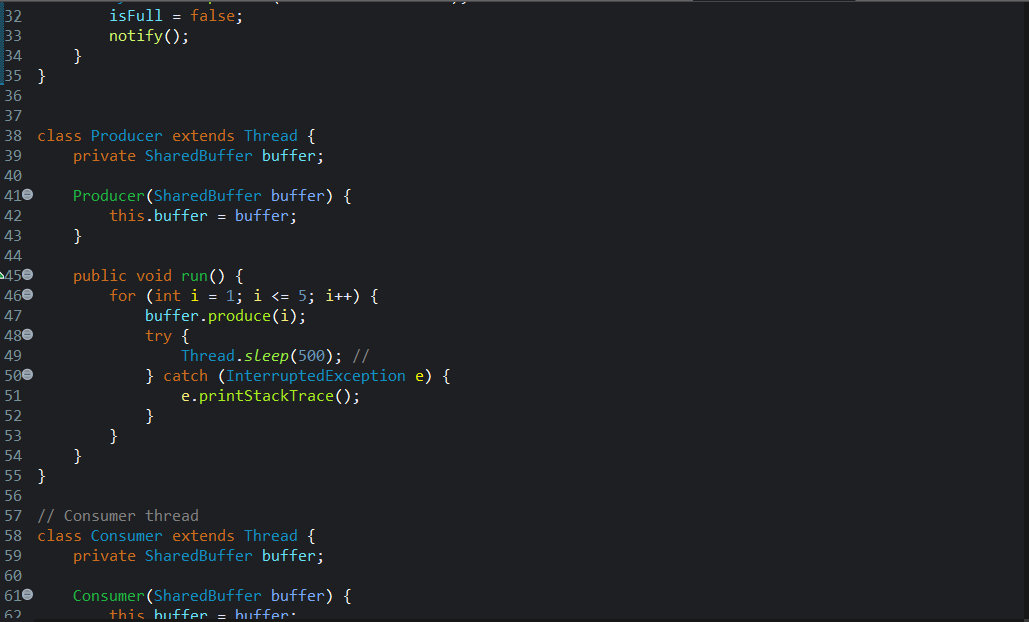 32 isFull = false;
33 notify();
34 }
35 }
36
37
38 class Producer extends Thread {
39 private SharedBuffer buffer;
40
41 Producer(SharedBuffer buffer) {
42 this.buffer = buffer;
43 }
44
45 public void run() {
46 for (int i = 1; i <= 5; i++) {
47 buffer.produce(i);
48 try {
49 Thread.sleep(500); //
50 } catch (InterruptedException e) {
51 e.printStackTrace();
52 }
53 }
54 }
55 }
56
57 // Consumer thread
58 class Consumer extends Thread {
59 private SharedBuffer buffer;
60
61 Consumer(SharedBuffer buffer) {
62 this.buffer = buffer;